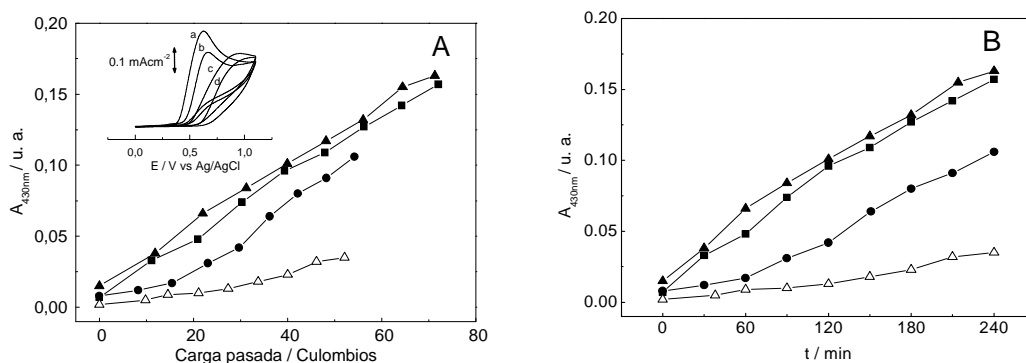 A
0,20
0,15
0,10
0,05
0,00
A430nm / u. a.
0 20 40 60 80
Carga pasada / Culombios
0.1 mAcm-2
a
b
c
d
0,0 0,5 1,0
E / V vs Ag/AgCl
B
0.20
0.15
0.10
0.05
0.00
A430nm / u. a.
0 60 120 180 240
t / min